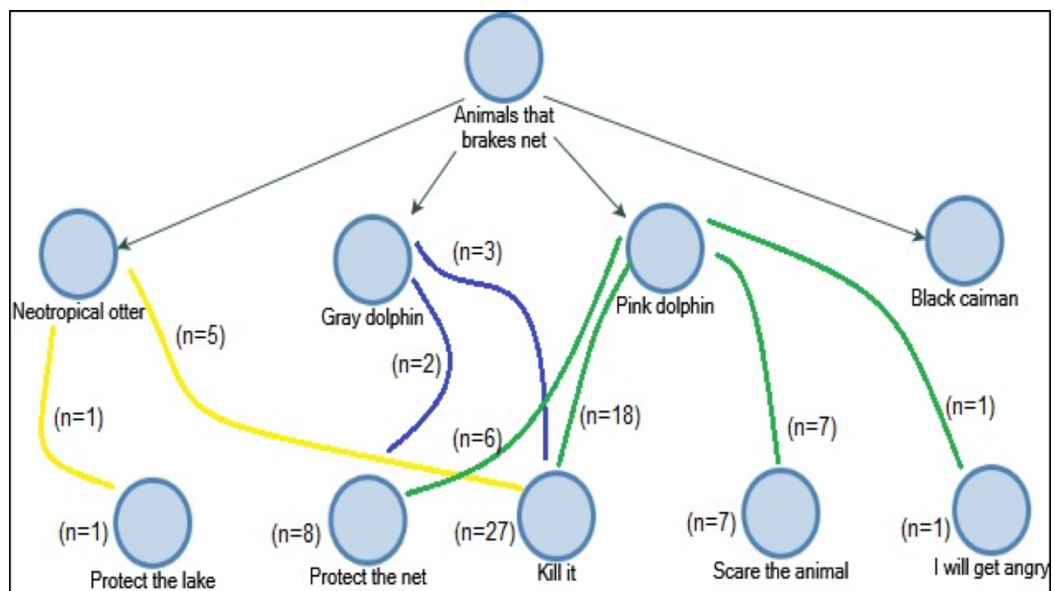 Animals that
brakes net
Neotropical otter
Gray dolphin
(n=3)
Pink dolphin
Black caiman
(n=5)
(n=2)
(n=1)
(n=6)
(n=18)
(n=7)
(n=1)
(n=1)
Protect the lake
(n=8)
Protect the net
(n=27)
Kill it
(n=7)
Scare the animal
(n=1)
I will get angry